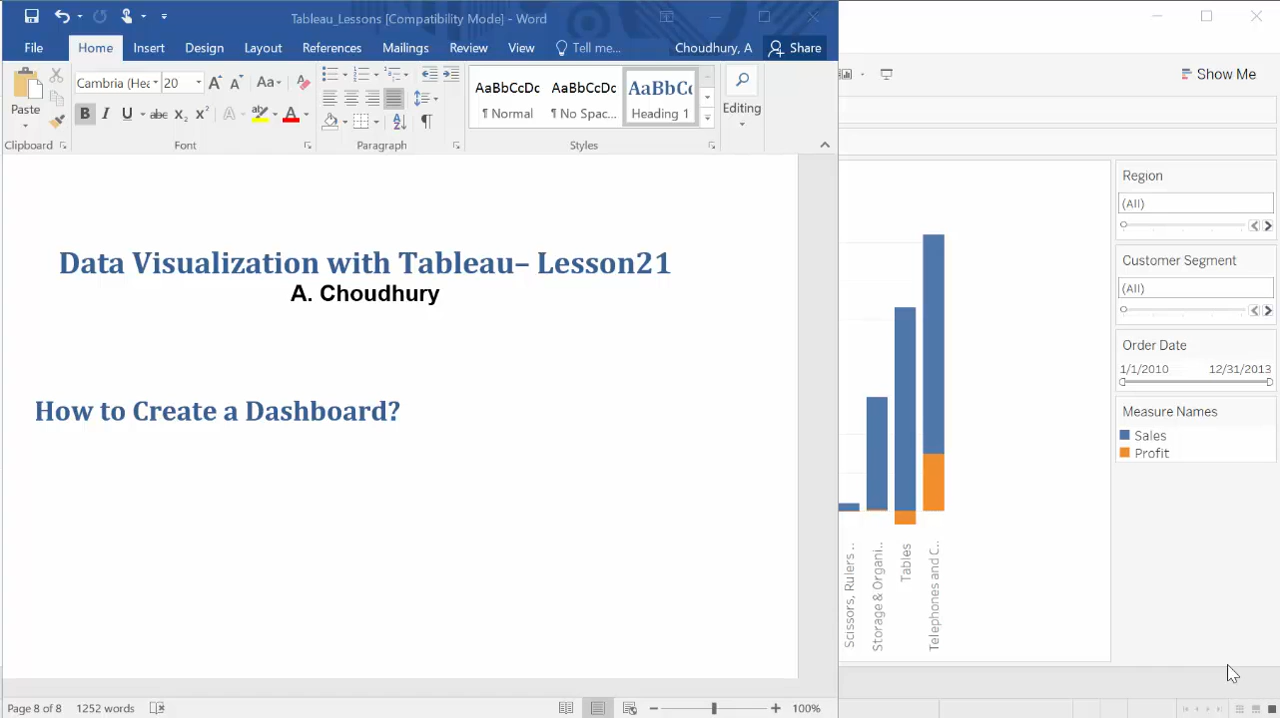 Tableau_Lessons [Compatibility Mode] - Word
File Home Insert Design Layout References Mailings Review View Tell me... Choudhury, A Share
Show Me
Cambria (Hea 20
Paste
AaBbCcDc AaBbCcDc AaBbCc
¶ Normal ¶ No Spac... Heading 1
Editing
Clipboard Font Paragraph Styles
Data Visualization with Tableau– Lesson21
A. Choudhury
How to Create a Dashboard?
Region
(All)
Customer Segment
(All)
Order Date
1/1/2010 12/31/2013
Measure Names
Sales
Profit
Scissors, Rulers ..
Storage & Organi..
Tables
Telephones and C..
Page 8 of 8 1252 words 100%